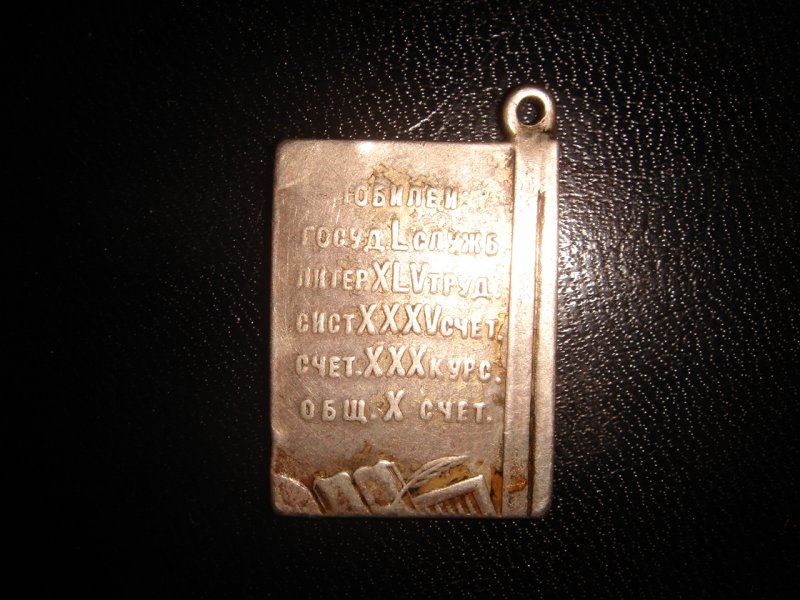 ЮБИЛЕИ
ГОСУД. L СЛУЖБ.
ЛИТЕР XLV ТРУД.
СИСТ XXXV СЧЕТ.
СЧЕТ. XXX КУРС.
ОБЩ. X СЧЕТ.